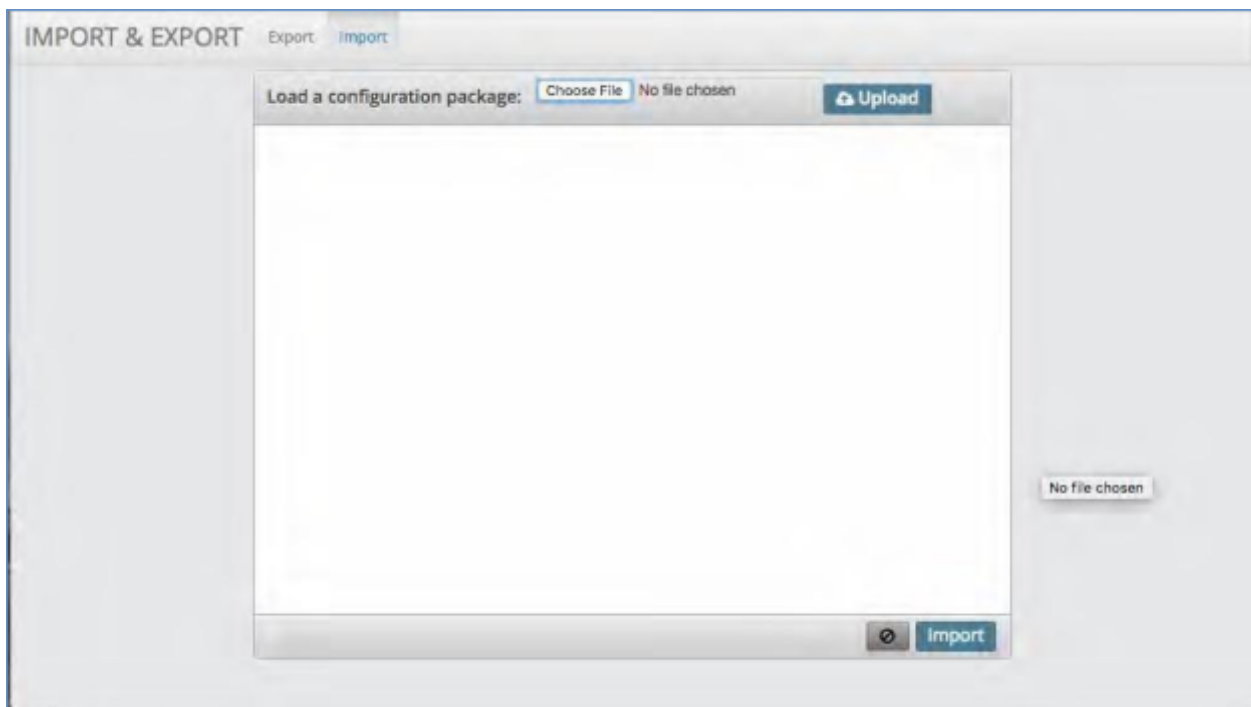 IMPORT & EXPORT Export Import
Load a configuration package: Choose File No file chosen Upload
No file chosen
Import